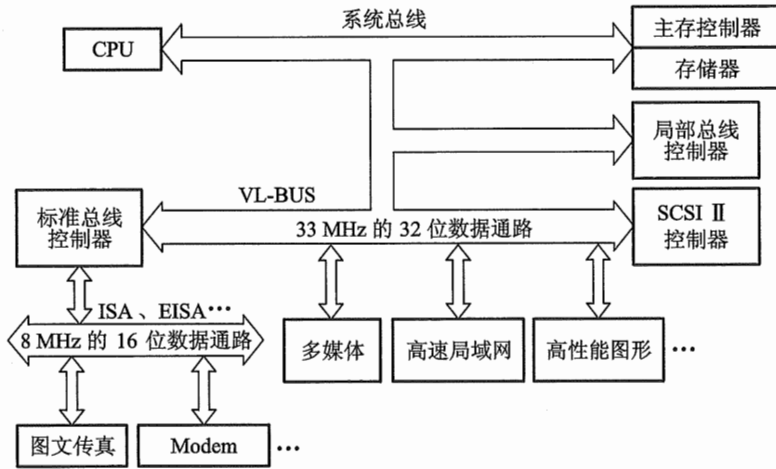 系统总线
CPU
主存控制器
存储器
局部总线
控制器
VL-BUS
标准总线
控制器
33 MHz 的 32 位数据通路
SCSI Ⅱ
控制器
ISA、EISA…
8 MHz 的 16 位数据通路
多媒体
高速局域网
高性能图形
…
图文传真
Modem
…